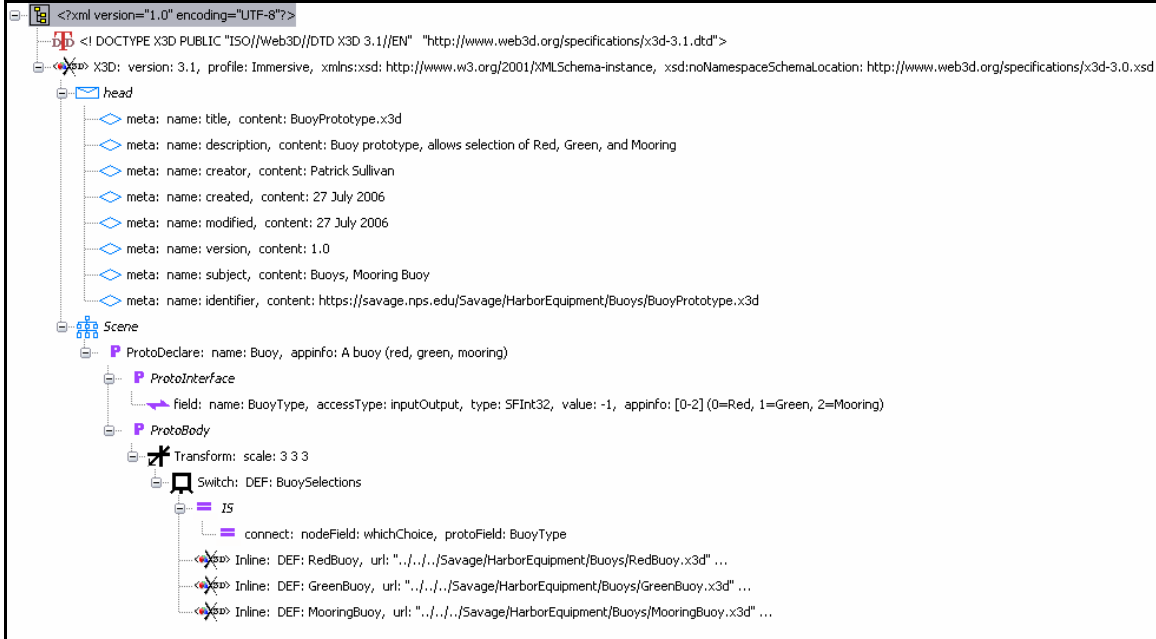 <?xml version="1.0" encoding="UTF-8"?>
DTD <! DOCTYPE X3D PUBLIC "ISO//Web3D//DTD X3D 3.1//EN" "http://www.web3d.org/specifications/x3d-3.1.dtd">
X3D: version: 3.1, profile: Immersive, xmlns:xsd: http://www.w3.org/2001/XMLSchema-instance, xsd:noNamespaceSchemaLocation: http://www.web3d.org/specifications/x3d-3.0.xsd
head
meta: name: title, content: BuoyPrototype.x3d
meta: name: description, content: Buoy prototype, allows selection of Red, Green, and Mooring
meta: name: creator, content: Patrick Sullivan
meta: name: created, content: 27 July 2006
meta: name: modified, content: 27 July 2006
meta: name: version, content: 1.0
meta: name: subject, content: Buoys, Mooring Buoy
meta: name: identifier, content: https://savage.nps.edu/Savage/HarborEquipment/Buoys/BuoyPrototype.x3d
Scene
P ProtoDeclare: name: Buoy, appinfo: A buoy (red, green, mooring)
P ProtoInterface
field: name: BuoyType, accessType: inputOutput, type: SFInt32, value: -1, appinfo: [0-2] (0=Red, 1=Green, 2=Mooring)
P ProtoBody
Transform: scale: 3 3 3
Switch: DEF: BuoySelections
IS
connect: nodeField: whichChoice, protoField: BuoyType
Inline: DEF: RedBuoy, url: "../../../Savage/HarborEquipment/Buoys/RedBuoy.x3d" ...
Inline: DEF: GreenBuoy, url: "../../../Savage/HarborEquipment/Buoys/GreenBuoy.x3d" ...
Inline: DEF: MooringBuoy, url: "../../../Savage/HarborEquipment/Buoys/MooringBuoy.x3d" ...